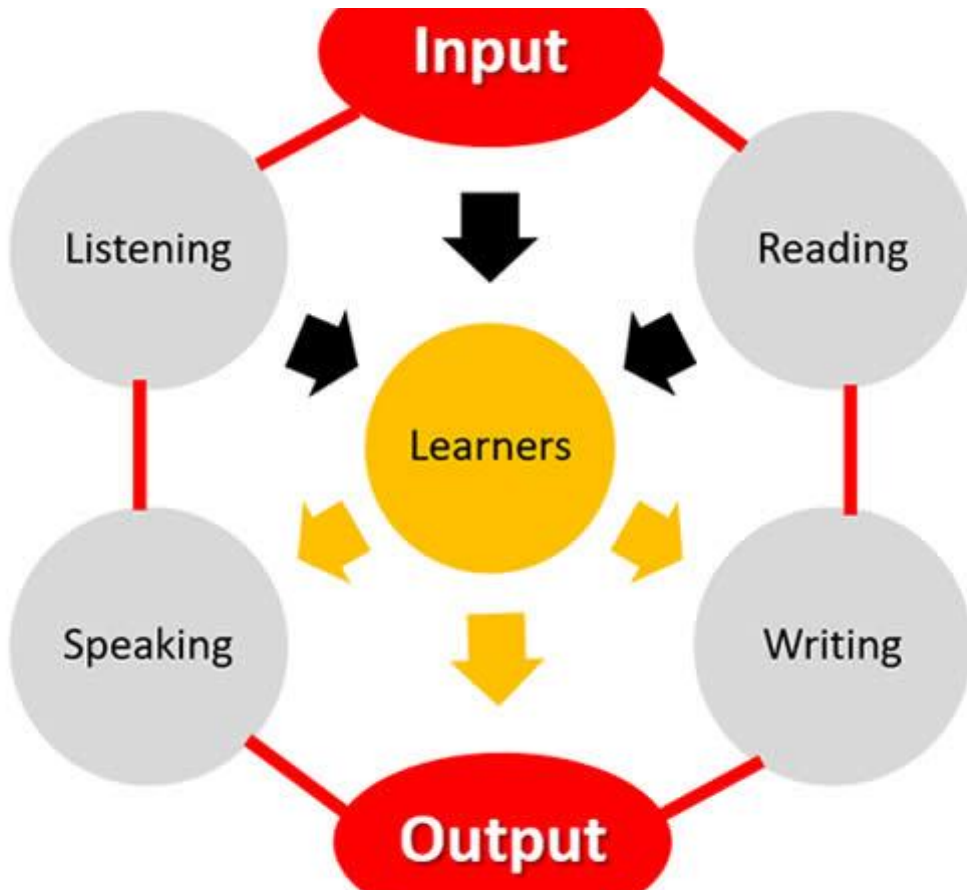 Input
Listening
Reading
Learners
Speaking
Writing
Output